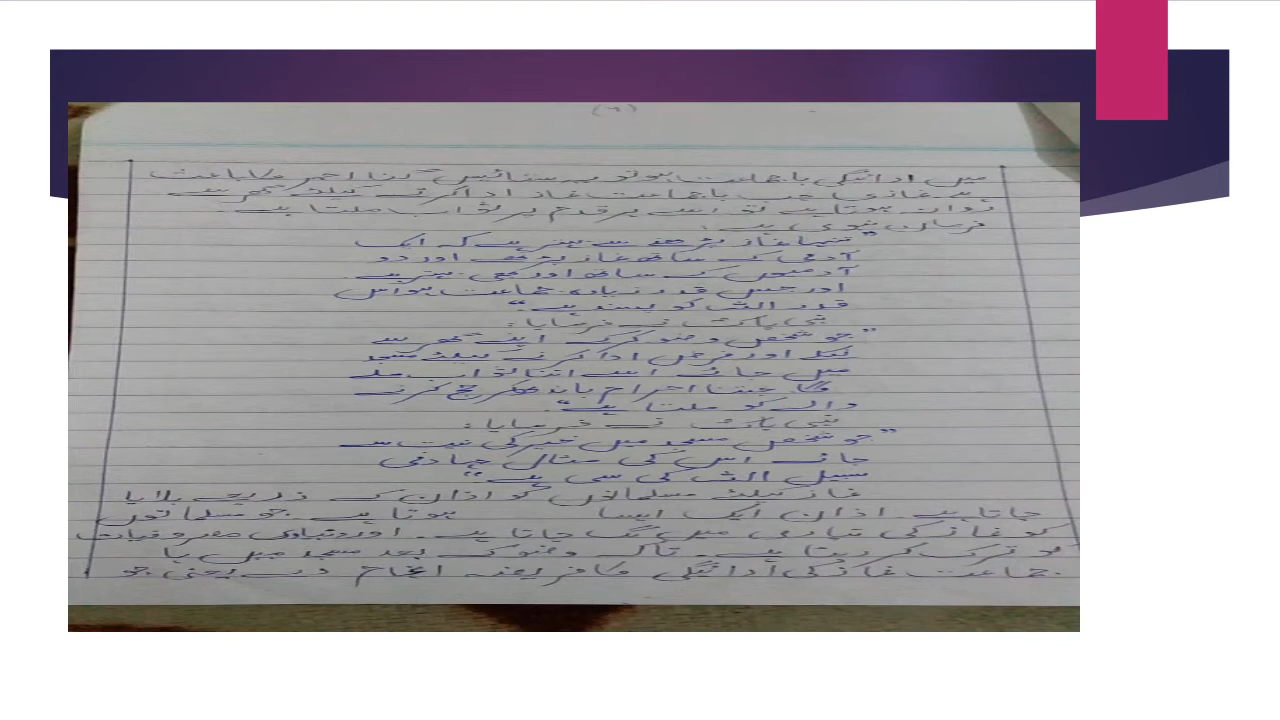 میں ادائیگی باجماعت ہو تو یہ ستائیس گنا اجر کا باعث
ہے نمازی جب باجماعت نماز ادا کرنے کیلئے گھر سے
روانہ ہوتا ہے تو اسے ہر قدم پر ثواب ملتا ہے۔
فرمان نبوی ہے:
"تنہا نماز پڑھنے سے بہتر ہے کہ ایک
آدمی کے ساتھ نماز پڑھے اور دو
آدمیوں کے ساتھ اور بھی بہتر ہے
اور جس قدر زیادہ جماعت ہو اس
قدر اللہ کو پسند ہے"
نبی پاک نے فرمایا:
"جو شخص وضو کرکے اپنے گھر سے
نکلے اور فرض ادا کرنے کیلئے مسجد
میں جائے اسے اتنا ثواب ملے
گا جتنا احرام باندھ کر حج کرنے
والے کو ملتا ہے"۔
نبی پاک نے فرمایا:
"جو شخص مسجد میں خیر کی نیت سے
جائے اس کی مثال جہاد فی
سبیل اللہ کی سی ہے"
نماز کیلئے مسلمانوں کو اذان کے ذریعے بلایا
جاتا ہے۔ اذان ایک ایسا ہوتا ہے جو مسلمانوں
کو نماز کی تیاری میں لگ جاتا ہے۔ اور دنیاوی مصروفیات
کو ترک کر دیتا ہے۔ تاکہ وضو کے بعد مسجد میں با
جماعت نماز کی ادائیگی کا فریضہ انجام دے یعنی جو